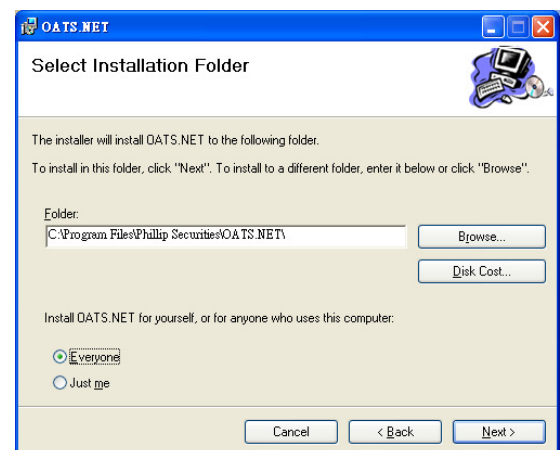 OATS.NET
Select Installation Folder
The installer will install OATS.NET to the following folder.
To install in this folder, click "Next". To install to a different folder, enter it below or click "Browse".
Folder:
C:\Program Files\Phillip Securities\OATS.NET\
Browse...
Disk Cost...
Install OATS.NET for yourself, or for anyone who uses this computer:
Everyone
Just me
Cancel
< Back
Next >